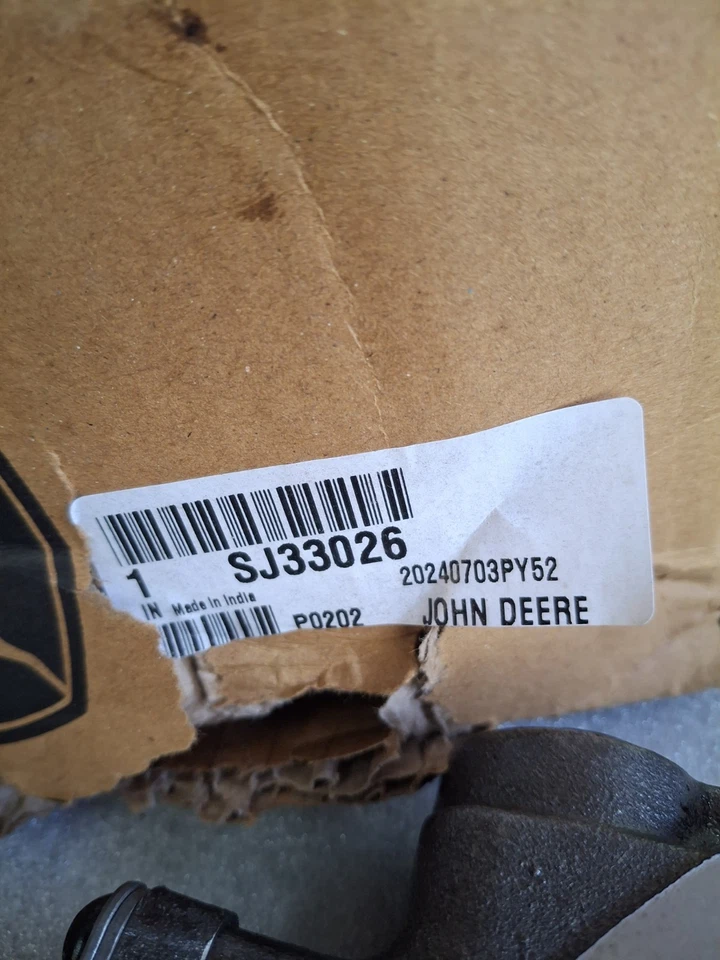 1 SJ33026
20240703PY52
IN Made in India
P0202 JOHN DEERE